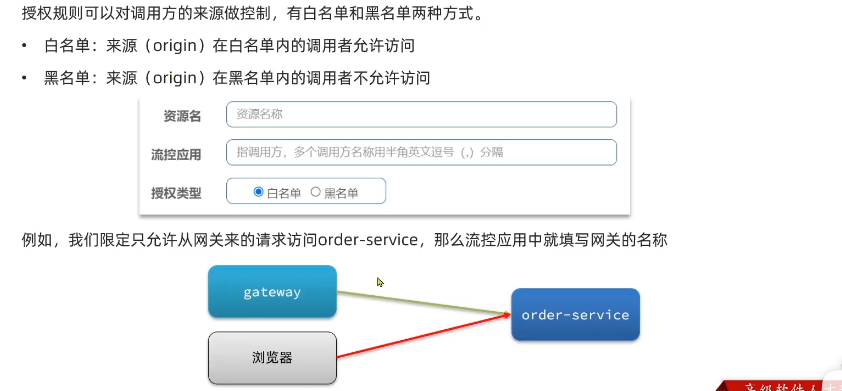 授权规则可以对调用方的来源做控制，有白名单和黑名单两种方式。
• 白名单：来源（origin）在白名单内的调用者允许访问
• 黑名单：来源（origin）在黑名单内的调用者不允许访问
资源名 资源名称
流控应用 指调用方，多个调用方名称用半角英文逗号（,）分隔
授权类型 白名单 黑名单
例如，我们限定只允许从网关来的请求访问order-service，那么流控应用中就填写网关的名称
gateway
order-service
浏览器
高级软件人